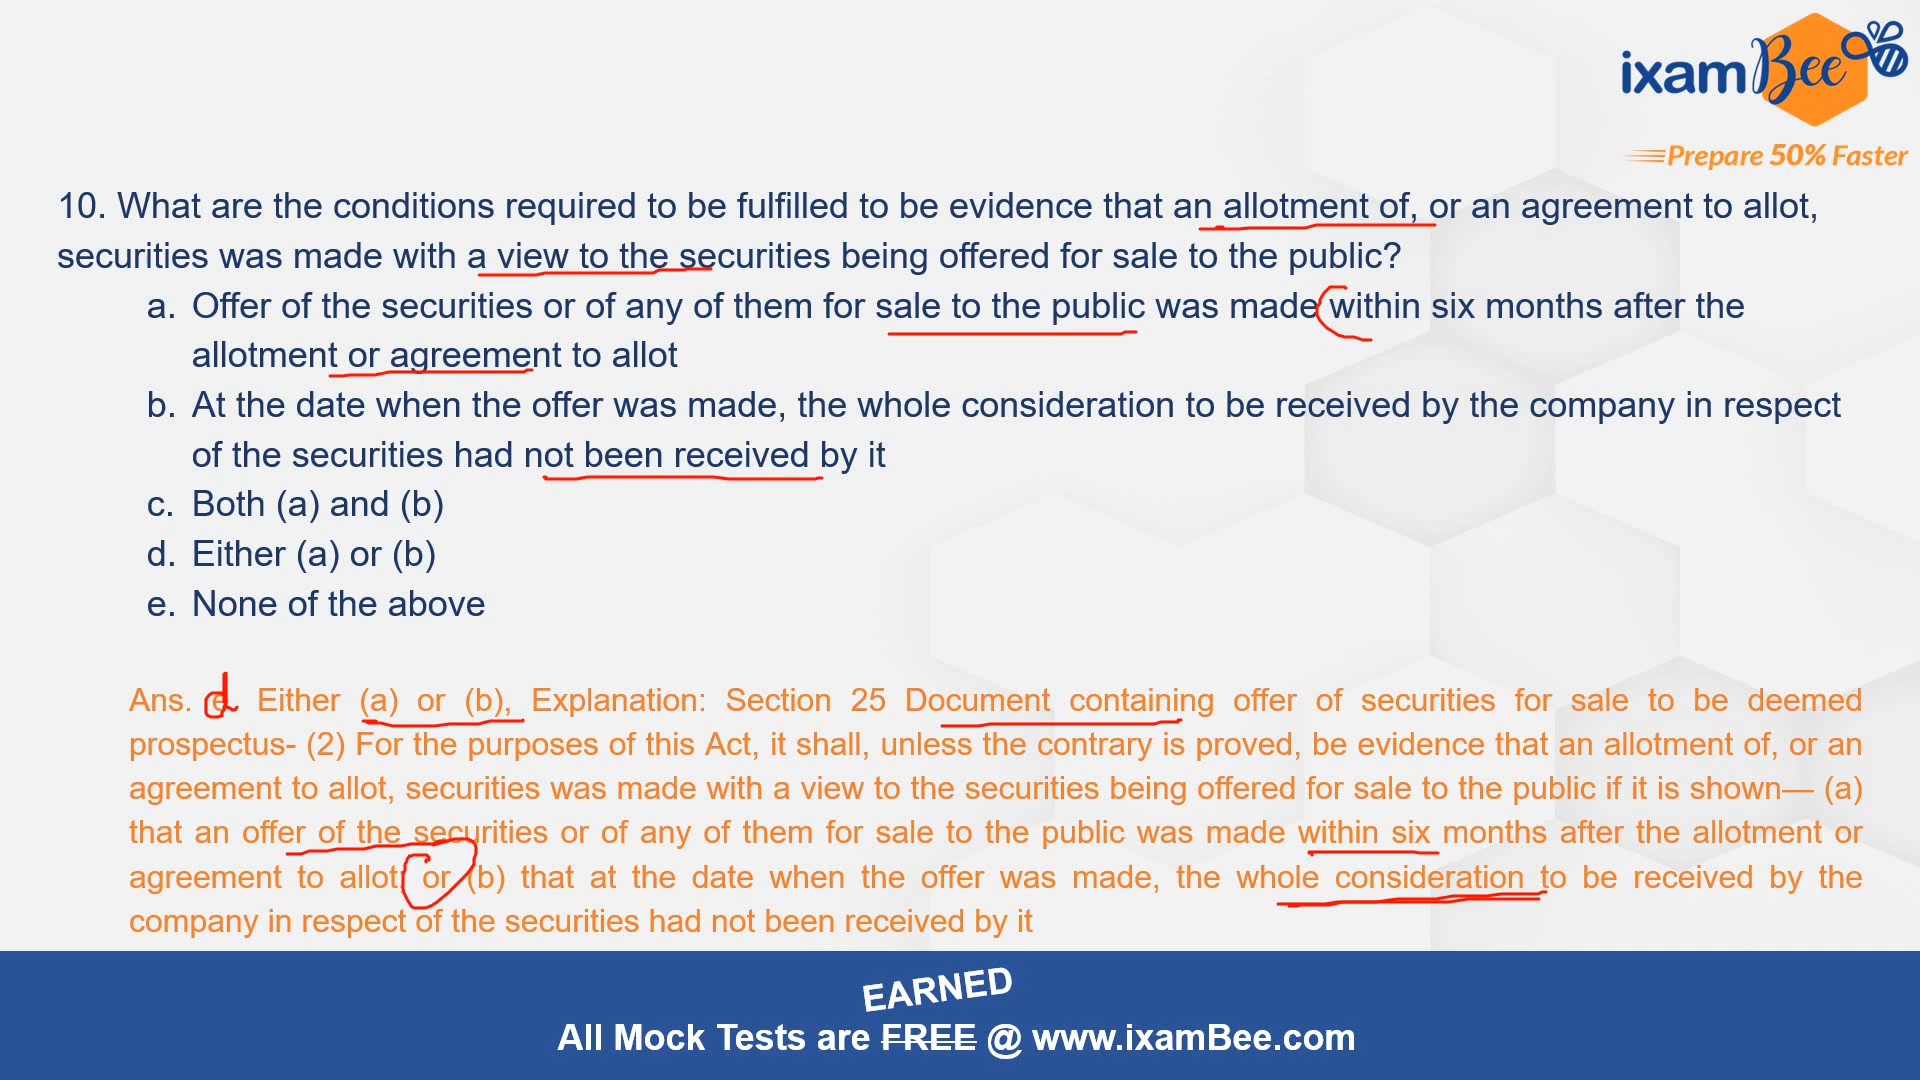 ixamBee
Prepare 50% Faster
10. What are the conditions required to be fulfilled to be evidence that an allotment of, or an agreement to allot,
securities was made with a view to the securities being offered for sale to the public?
a. Offer of the securities or of any of them for sale to the public was made within six months after the
allotment or agreement to allot
b. At the date when the offer was made, the whole consideration to be received by the company in respect
of the securities had not been received by it
c. Both (a) and (b)
d. Either (a) or (b)
e. None of the above
Ans. d Either (a) or (b), Explanation: Section 25 Document containing offer of securities for sale to be deemed
prospectus- (2) For the purposes of this Act, it shall, unless the contrary is proved, be evidence that an allotment of, or an
agreement to allot, securities was made with a view to the securities being offered for sale to the public if it is shown— (a)
that an offer of the securities or of any of them for sale to the public was made within six months after the allotment or
agreement to allot or (b) that at the date when the offer was made, the whole consideration to be received by the
company in respect of the securities had not been received by it
EARNED
All Mock Tests are FREE @ www.ixamBee.com